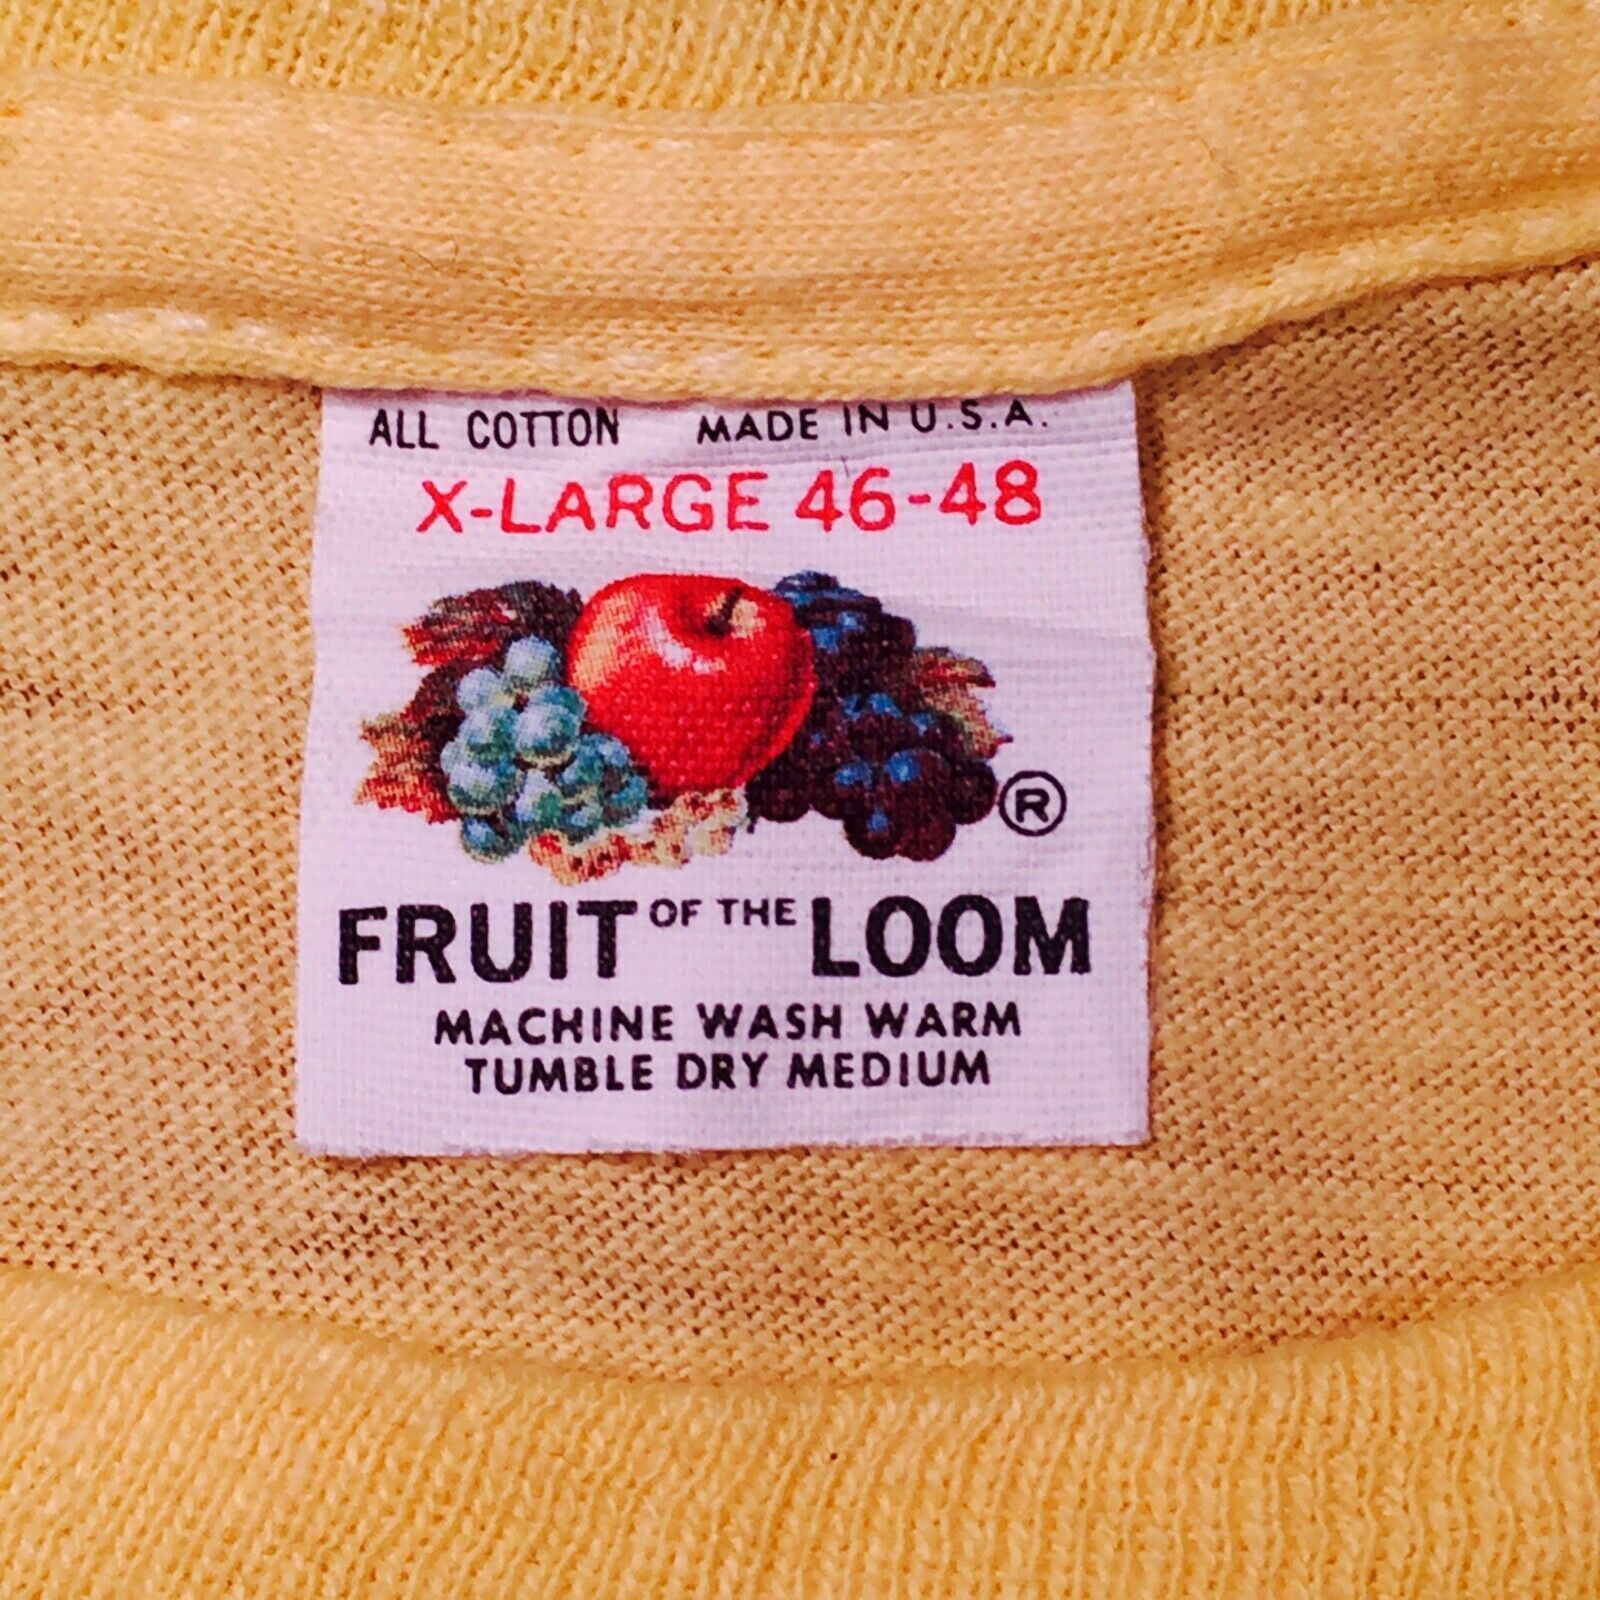 ALL COTTON MADE IN U.S.A.
X-LARGE 46-48
®
FRUIT OF THE LOOM
MACHINE WASH WARM
TUMBLE DRY MEDIUM